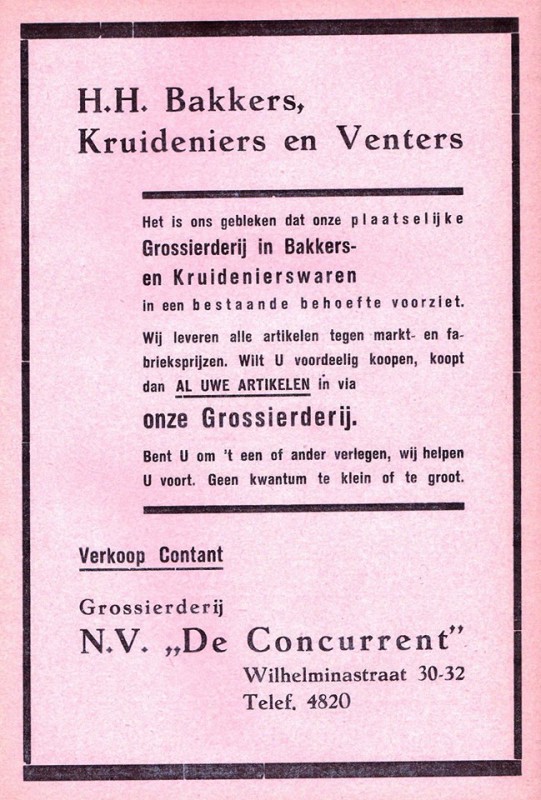 H.H. Bakkers,
Kruideniers en Venters
Het is ons gebleken dat onze plaatselijke
Grossierderij in Bakkers-
en Kruidenierswaren
in een bestaande behoefte voorziet.
Wij leveren alle artikelen tegen markt- en fa-
brieksprijzen. Wilt U voordeelig koopen, koopt
dan AL UWE ARTIKELEN in via
onze Grossierderij.
Bent U om 't een of ander verlegen, wij helpen
U voort. Geen kwantum te klein of te groot.
Verkoop Contant
Grossierderij
N.V. „De Concurrent”
Wilhelminastraat 30-32
Telef. 4820